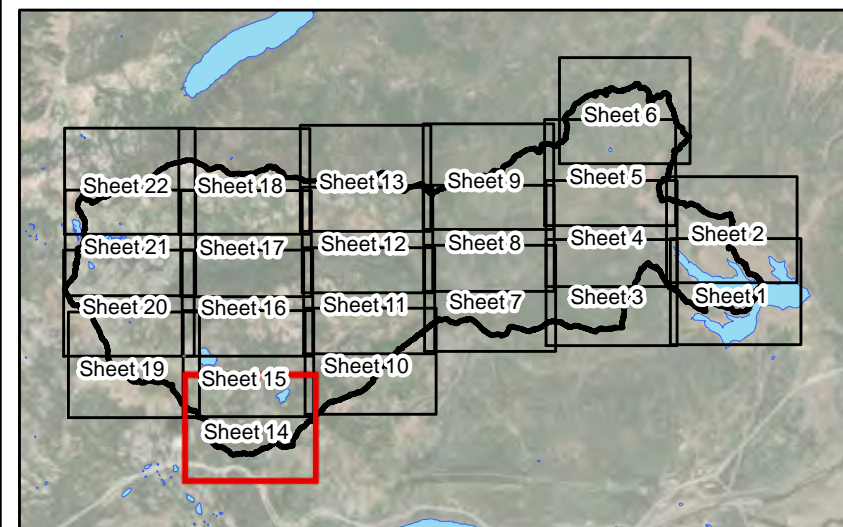 Sheet 6
Sheet 22
Sheet 18
Sheet 13
Sheet 9
Sheet 5
Sheet 21
Sheet 17
Sheet 12
Sheet 8
Sheet 4
Sheet 2
Sheet 20
Sheet 16
Sheet 11
Sheet 7
Sheet 3
Sheet 1
Sheet 19
Sheet 15
Sheet 10
Sheet 14